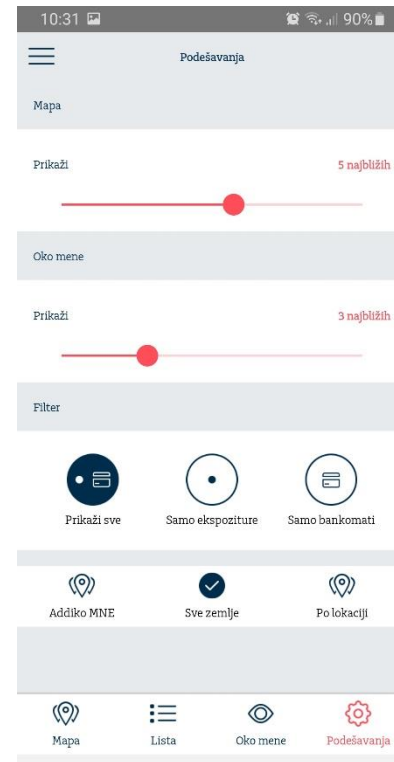 10:31 90%
Podešavanja
Mapa
Prikaži 5 najbližih
Oko mene
Prikaži 3 najbližih
Filter
Prikaži sve Samo ekspoziture Samo bankomati
Addiko MNE Sve zemlje Po lokaciji
Mapa Lista Oko mene Podešavanja